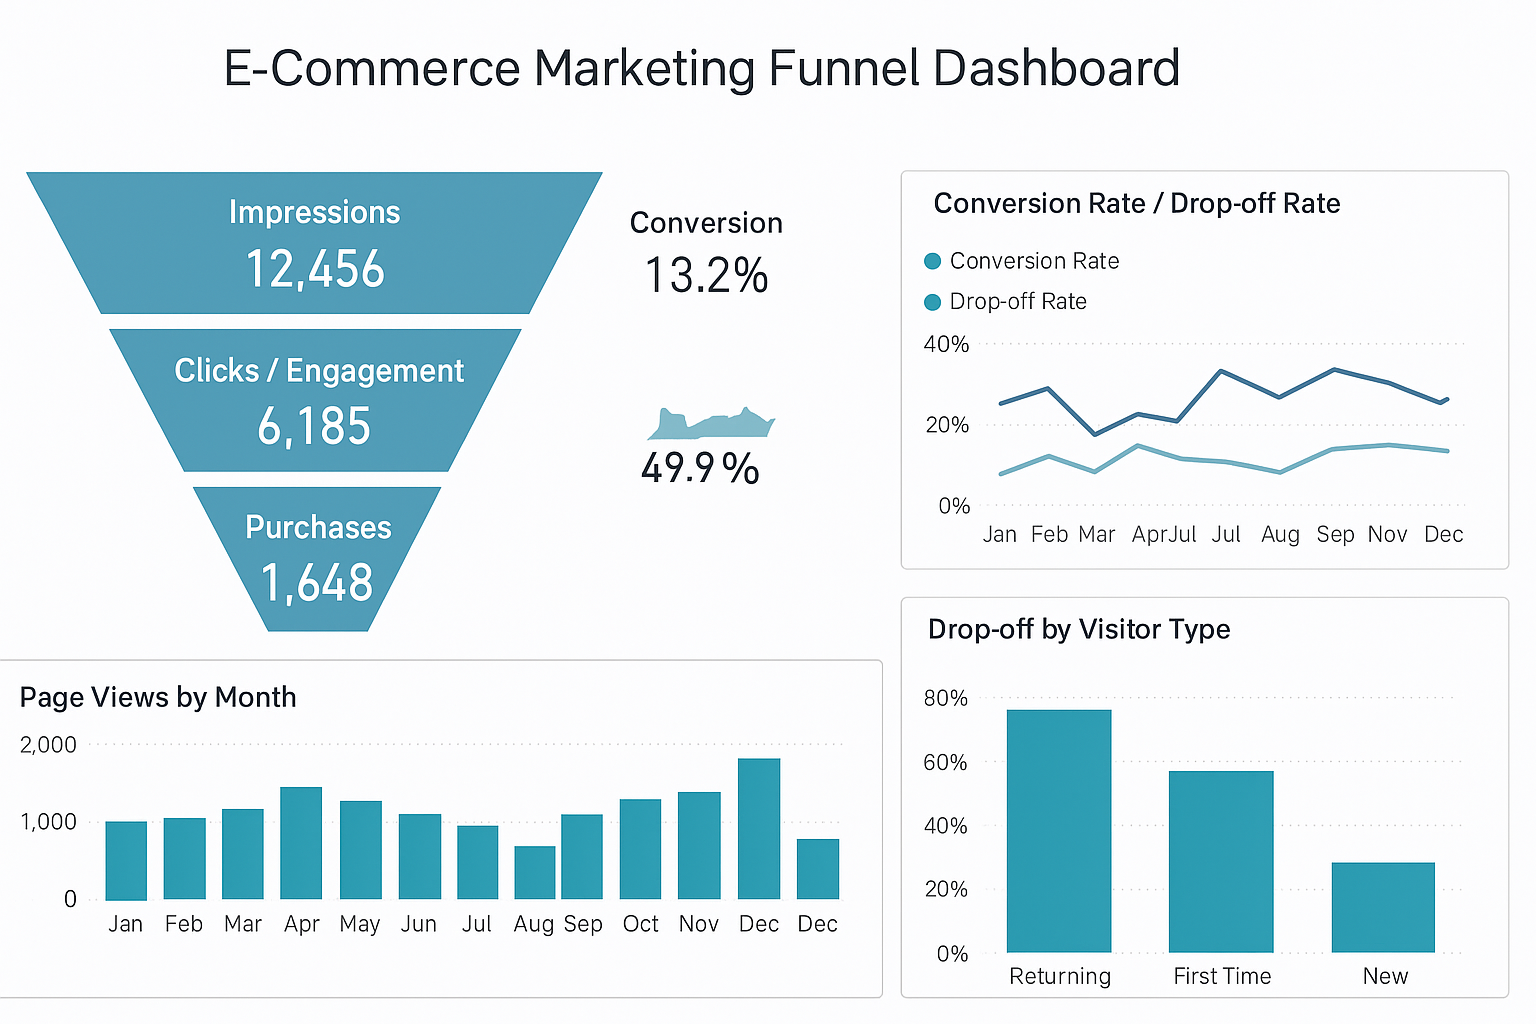 E-Commerce Marketing Funnel Dashboard
Impressions
12,456
Clicks / Engagement
6,185
Purchases
1,648
Conversion
13.2%
49.9 %
Conversion Rate / Drop-off Rate
Conversion Rate
Drop-off Rate
40%
20%
0%
Jan Feb Mar AprJul Jul Aug Sep Nov Dec
Page Views by Month
2,000
1,000
0
Jan Feb Mar Apr May Jun Jul Aug Sep Oct Nov Dec Dec
Drop-off by Visitor Type
80%
60%
40%
20%
0%
Returning First Time New